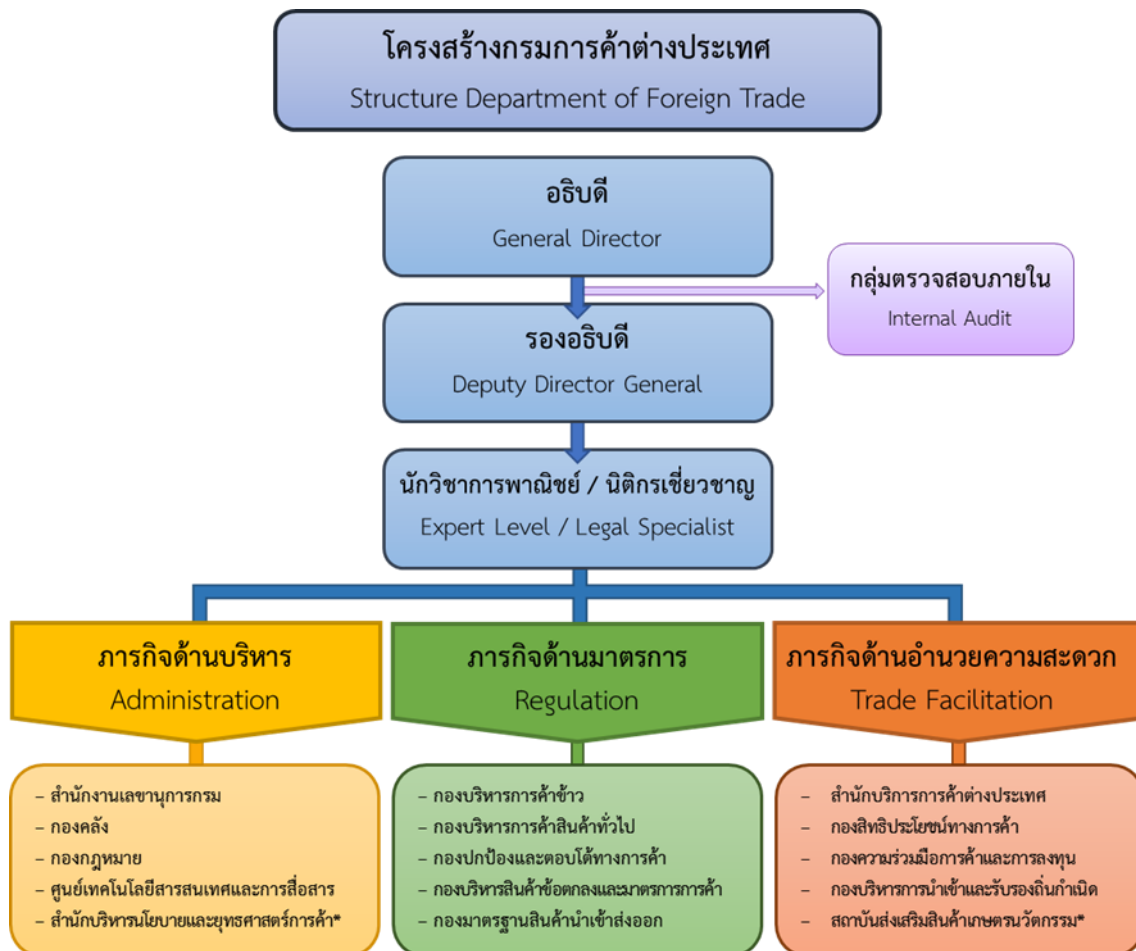 โครงสร้างกรมการค้าต่างประเทศ
Structure Department of Foreign Trade
อธิบดี
General Director
กลุ่มตรวจสอบภายใน
Internal Audit
รองอธิบดี
Deputy Director General
นักวิชาการพาณิชย์ / นิติกรเชี่ยวชาญ
Expert Level / Legal Specialist
ภารกิจด้านบริหาร
Administration
– สำนักงานเลขานุการกรม
– กองคลัง
– กองกฎหมาย
– ศูนย์เทคโนโลยีสารสนเทศและการสื่อสาร
– สำนักบริหารนโยบายและยุทธศาสตร์การค้า*
ภารกิจด้านมาตรการ
Regulation
– กองบริหารการค้าข้าว
– กองบริหารการค้าสินค้าทั่วไป
– กองปกป้องและตอบโต้ทางการค้า
– กองบริหารสินค้าข้อตกลงและมาตรการการค้า
– กองมาตรฐานสินค้านำเข้าส่งออก
ภารกิจด้านอำนวยความสะดวก
Trade Facilitation
– สำนักบริการการค้าต่างประเทศ
– กองสิทธิประโยชน์ทางการค้า
– กองความร่วมมือการค้าและการลงทุน
– กองบริหารการนำเข้าและรับรองถิ่นกำเนิด
– สถาบันส่งเสริมสินค้าเกษตรนวัตกรรม*